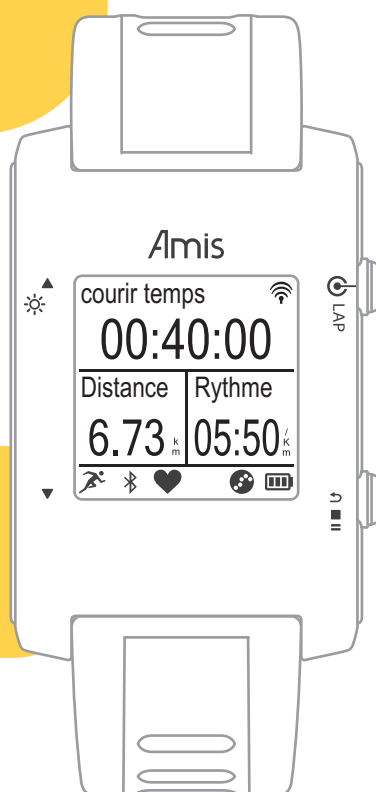 Amis
courir temps
00:40:00
Distance
Rythme
6.73 km
05:50 /Km
LAP